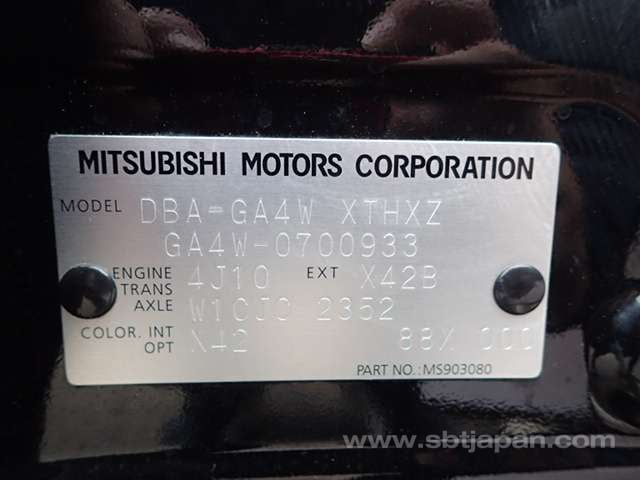 MITSUBISHI MOTORS CORPORATION
MODEL DBA-GA4W XTHXZ
GA4W-0700933
ENGINE 4J10 EXT X42B
TRANS
AXLE W1CJC 2352
COLOR. INT X42 88X 000
OPT
PART NO.:MS903080
www.sbtjapan.com